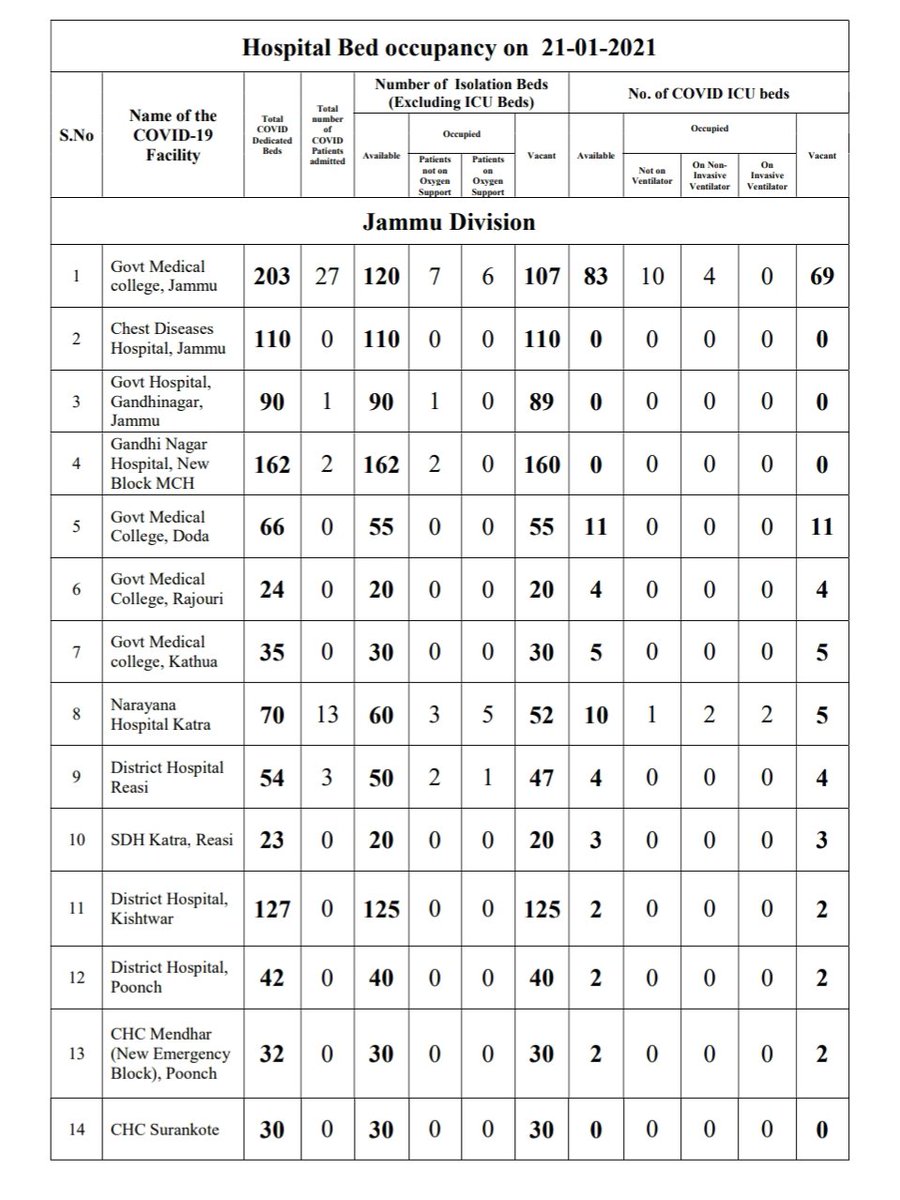 Hospital Bed occupancy on 21-01-2021
S.No
Name of the
COVID-19
Facility
Total
COVID
Dedicated
Beds
Total
number
of
COVID
Patients
admitted
Number of Isolation Beds
(Excluding ICU Beds)
No. of COVID ICU beds
Available
Occupied
Patients
not on
Oxygen
Support
Patients
on
Oxygen
Support
Vacant
Available
Occupied
Not on
Ventilator
On Non-
Invasive
Ventilator
On
Invasive
Ventilator
Vacant
Jammu Division
1 Govt Medical
college, Jammu 203 27 120 7 6 107 83 10 4 0 69
2 Chest Diseases
Hospital, Jammu 110 0 110 0 0 110 0 0 0 0 0
3 Govt Hospital,
Gandhinagar,
Jammu 90 1 90 1 0 89 0 0 0 0 0
4 Gandhi Nagar
Hospital, New
Block MCH 162 2 162 2 0 160 0 0 0 0 0
5 Govt Medical
College, Doda 66 0 55 0 0 55 11 0 0 0 11
6 Govt Medical
College, Rajouri 24 0 20 0 0 20 4 0 0 0 4
7 Govt Medical
college, Kathua 35 0 30 0 0 30 5 0 0 0 5
8 Narayana
Hospital Katra 70 13 60 3 5 52 10 1 2 2 5
9 District Hospital
Reasi 54 3 50 2 1 47 4 0 0 0 4
10 SDH Katra, Reasi 23 0 20 0 0 20 3 0 0 0 3
11 District Hospital,
Kishtwar 127 0 125 0 0 125 2 0 0 0 2
12 District Hospital,
Poonch 42 0 40 0 0 40 2 0 0 0 2
13 CHC Mendhar
(New Emergency
Block), Poonch 32 0 30 0 0 30 2 0 0 0 2
14 CHC Surankote 30 0 30 0 0 30 0 0 0 0 0